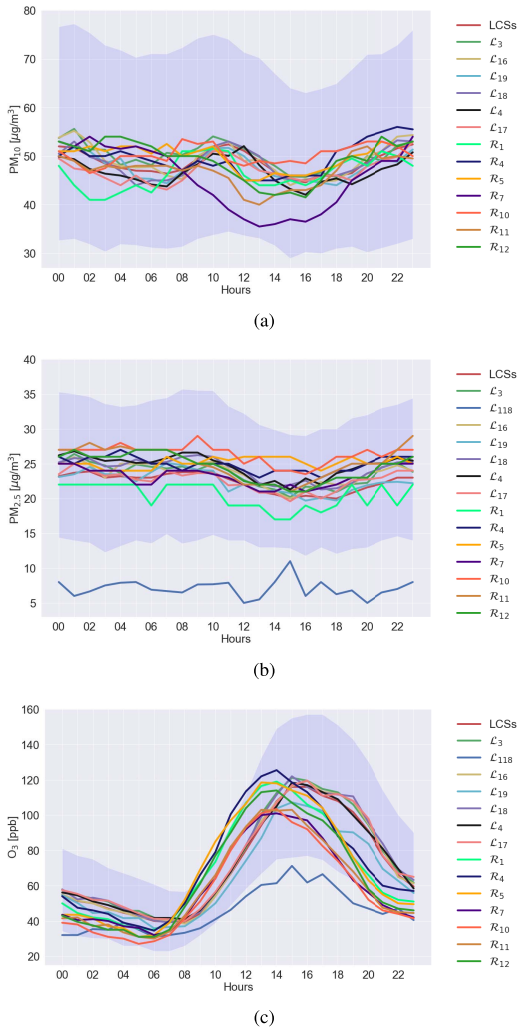 80
70
60
50
40
30
PM₁₀ [μg/m³]
00 02 04 06 08 10 12 14 16 18 20 22
Hours
LCSs
ℒ₃
ℒ₁₆
ℒ₁₉
ℒ₁₈
ℒ₄
ℒ₁₇
ℛ₁
ℛ₄
ℛ₅
ℛ₇
ℛ₁₀
ℛ₁₁
ℛ₁₂
(a)
40
35
30
25
20
15
10
5
PM₂.₅ [μg/m³]
00 02 04 06 08 10 12 14 16 18 20 22
Hours
LCSs
ℒ₃
ℒ₁₁₈
ℒ₁₆
ℒ₁₉
ℒ₁₈
ℒ₄
ℒ₁₇
ℛ₁
ℛ₄
ℛ₅
ℛ₇
ℛ₁₀
ℛ₁₁
ℛ₁₂
(b)
160
140
120
100
80
60
40
20
O₃ [ppb]
00 02 04 06 08 10 12 14 16 18 20 22
Hours
LCSs
ℒ₃
ℒ₁₁₈
ℒ₁₆
ℒ₁₉
ℒ₁₈
ℒ₄
ℒ₁₇
ℛ₁
ℛ₄
ℛ₅
ℛ₇
ℛ₁₀
ℛ₁₁
ℛ₁₂
(c)